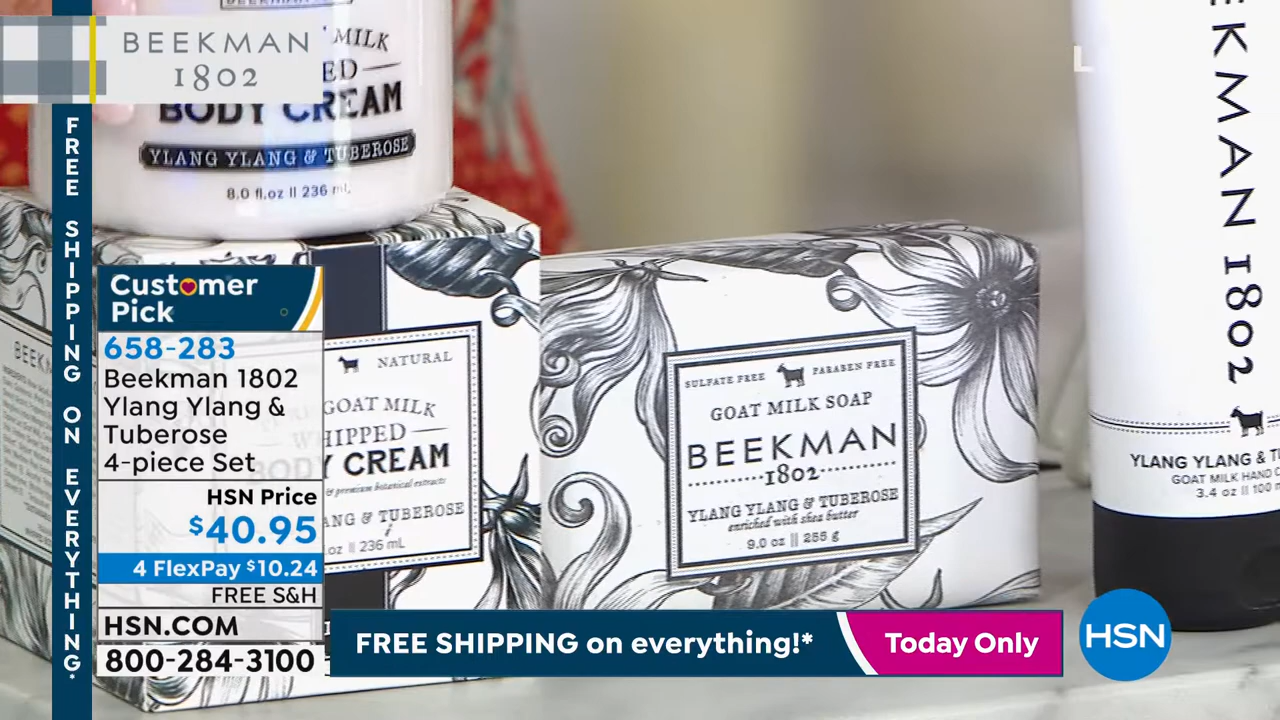 BEEKMAN
1802
FREE SHIPPING ON EVERYTHING.*
MILK
BODY CREAM
YLANG YLANG & TUBEROSE
8.0 fl.oz || 236 mL
Customer
Pick
658-283
Beekman 1802
Ylang Ylang &
Tuberose
4-piece Set
HSN Price
$40.95
4 FlexPay $10.24
FREE S&H
HSN.COM
800-284-3100
NATURAL
GOAT MILK
WHIPPED
BODY CREAM
& premium botanical extracts
& TUBEROSE
oz || 236 mL
SULFATE FREE PARABEN FREE
GOAT MILK SOAP
BEEKMAN
1802
YLANG YLANG & TUBEROSE
enriched with shea butter
9.0 oz || 255 g
EKMAN 1802
YLANG YLANG &
GOAT MILK HAND
3.4 oz || 100
FREE SHIPPING on everything!*
Today Only
HSN